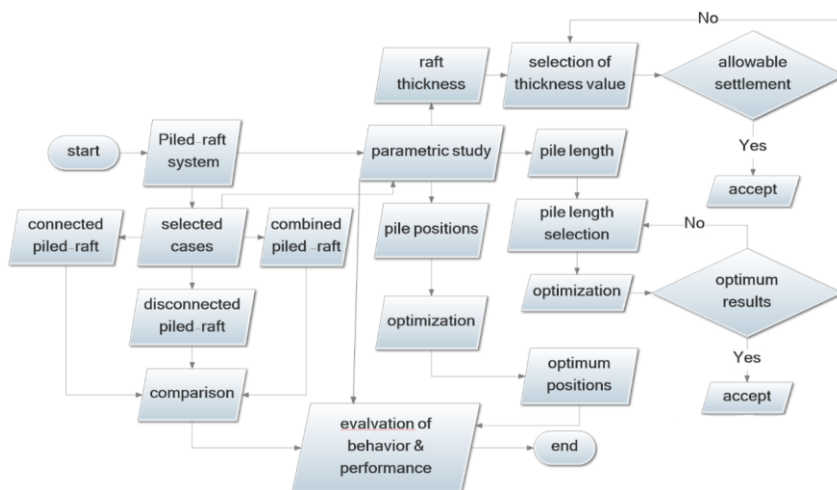 No
raft
thickness
selection of
thickness value
allowable
settlement
start
Piled-raft
system
parametric study
pile length
Yes
accept
connected
piled-raft
selected
cases
combined
piled-raft
pile positions
pile length
selection
No
disconnected
piled-raft
optimization
optimization
optimum
results
comparison
optimum
positions
Yes
accept
evalvation of
behavior &
performance
end